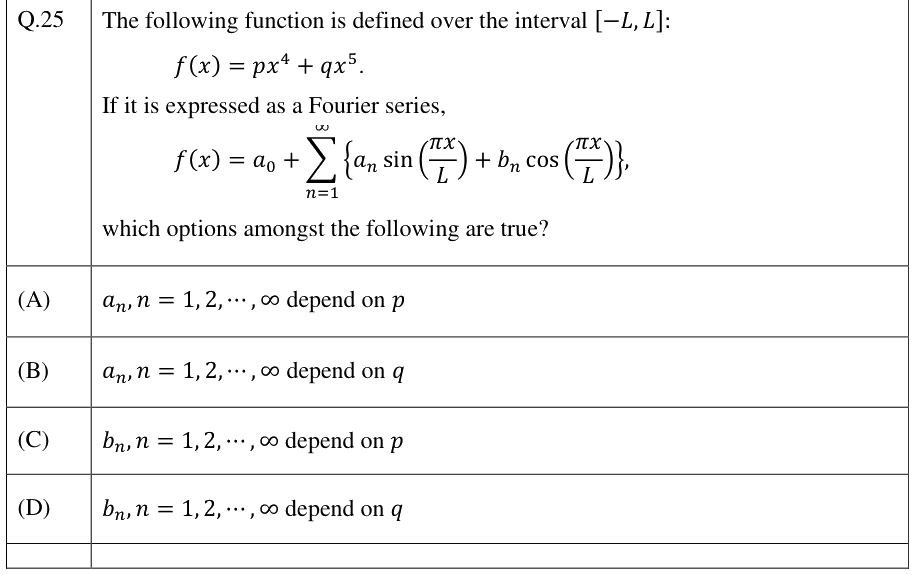 Q.25 The following function is defined over the interval [−L, L]:
f(x) = px⁴ + qx⁵.
If it is expressed as a Fourier series,
f(x) = a₀ + ∑_{n=1}^{∞} {aₙ sin (πx/L) + bₙ cos (πx/L)},
which options amongst the following are true?
(A) aₙ, n = 1, 2, ⋯ , ∞ depend on p
(B) aₙ, n = 1, 2, ⋯ , ∞ depend on q
(C) bₙ, n = 1, 2, ⋯ , ∞ depend on p
(D) bₙ, n = 1, 2, ⋯ , ∞ depend on q